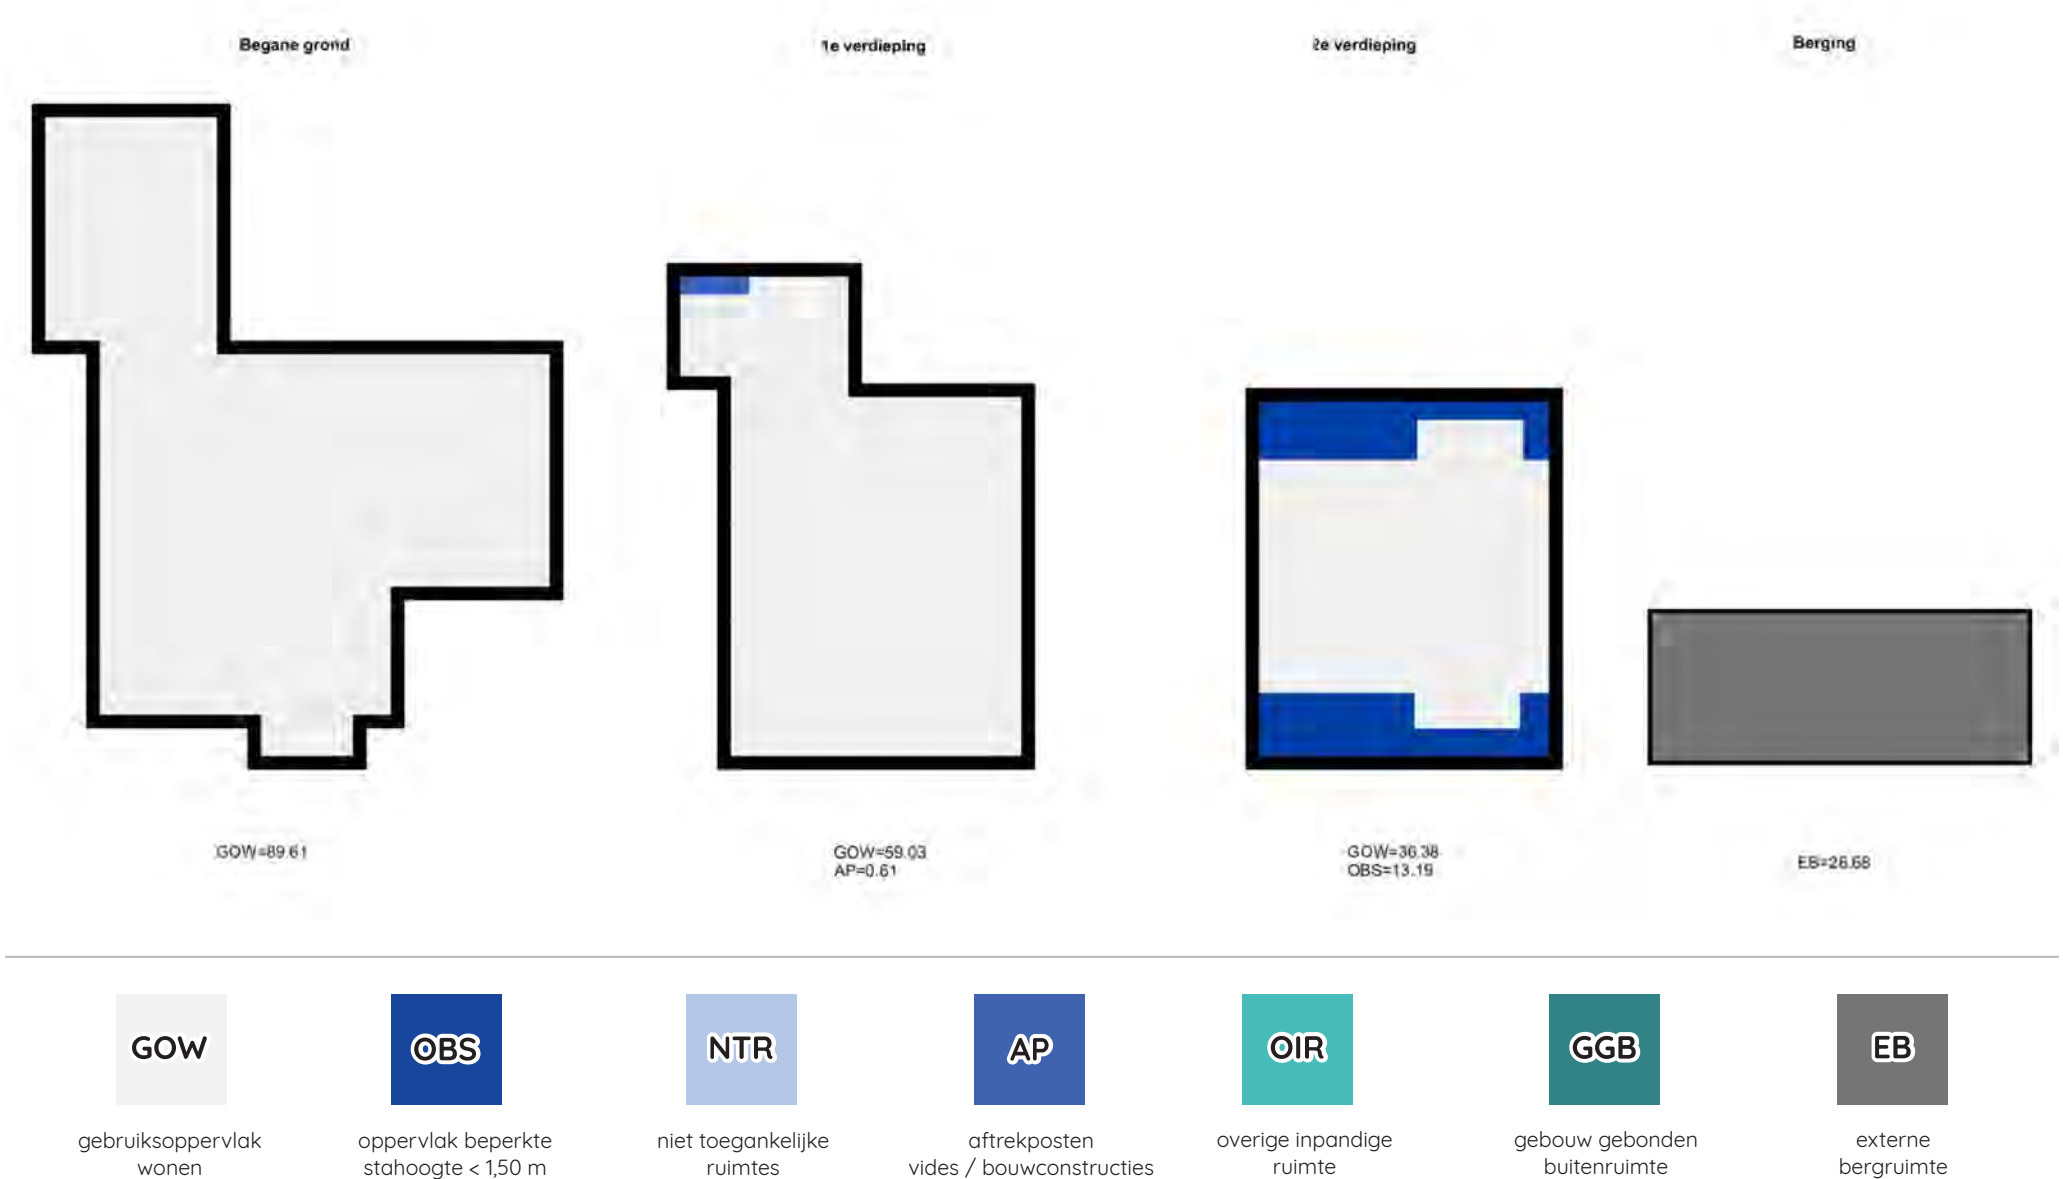 Begane grond
1e verdieping
2e verdieping
Berging
GOW=89.61
GOW=59.03
AP=0.61
GOW=36.38
OBS=13.19
EB=26.68
GOW
OBS
NTR
AP
OIR
GGB
EB
gebruiksoppervlak
wonen
oppervlak beperkte
stahoogte < 1,50 m
niet toegankelijke
ruimtes
aftrekposten
vides / bouwconstructies
overige inpandige
ruimte
gebouw gebonden
buitenruimte
externe
bergruimte